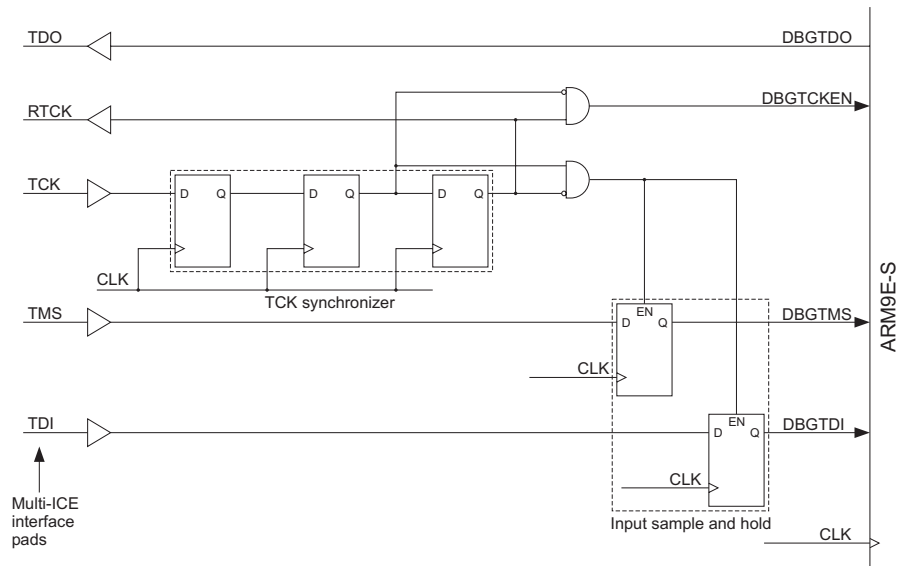 TDO
DBGTDO
RTCK
DBGTCKEN
TCK
D Q
D Q
D Q
CLK
TCK synchronizer
TMS
D EN Q
DBGTMS
CLK
TDI
D EN Q
DBGTDI
CLK
Multi-ICE
interface
pads
Input sample and hold
CLK
ARM9E-S